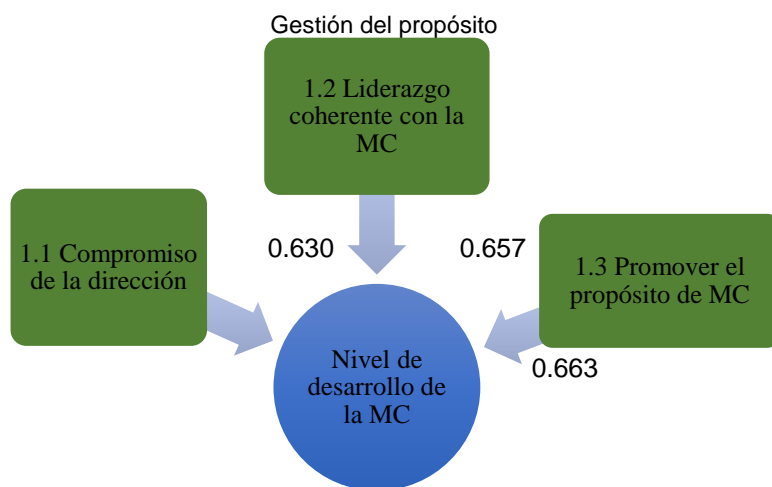 Gestión del propósito
1.2 Liderazgo
coherente con la
MC
1.1 Compromiso
de la dirección
0.630
0.657
1.3 Promover el
propósito de MC
0.663
Nivel de
desarrollo de
la MC